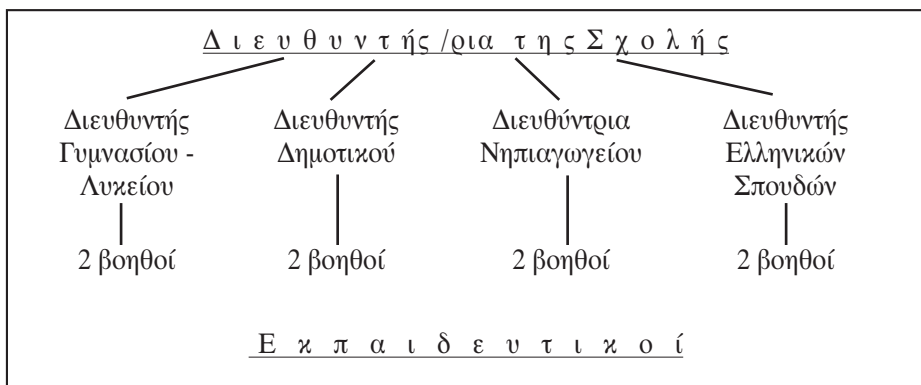 Διευθυντής/ρια της Σχολής
Διευθυντής Γυμνασίου - Λυκείου
Διευθυντής Δημοτικού
Διευθύντρια Νηπιαγωγείου
Διευθυντής Ελληνικών Σπουδών
2 βοηθοί
2 βοηθοί
2 βοηθοί
2 βοηθοί
Εκπαιδευτικοί